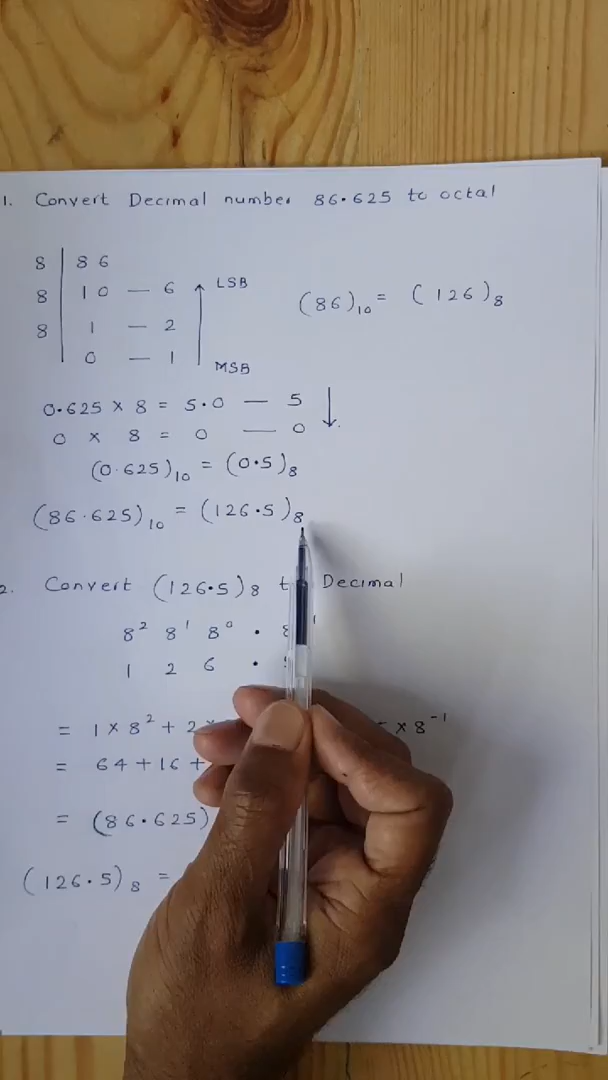 1. Convert Decimal number 86.625 to octal
8 | 86
8 | 10 — 6 ↑ LSB
(86)₁₀ = (126)₈
8 | 1 — 2
0 — 1 MSB
0.625 × 8 = 5.0 — 5 ↓
0 × 8 = 0 — 0
(0.625)₁₀ = (0.5)₈
(86.625)₁₀ = (126.5)₈
2. Convert (126.5)₈ Decimal
8² 8¹ 8⁰ .
1 2 6 .
= 1 × 8² + 2 × 8⁻¹
= 64 + 16 +
= (86.625)
(126.5)₈ =